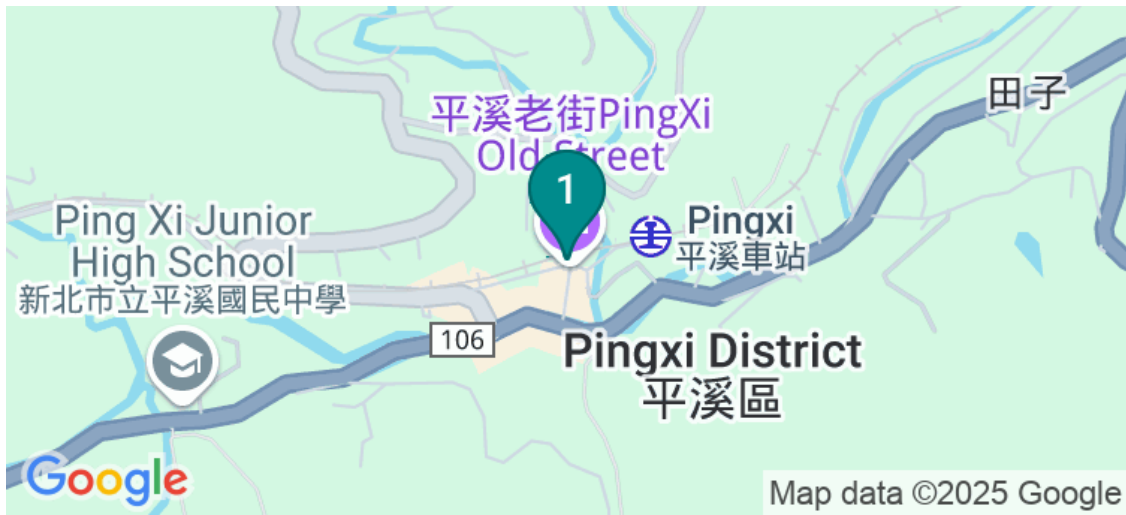 田子
平溪老街PingXi
Old Street
1
Ping Xi Junior
High School
新北市立平溪國民中學
Pingxi
平溪車站
106
Pingxi District
平溪區
Google
Map data ©2025 Google